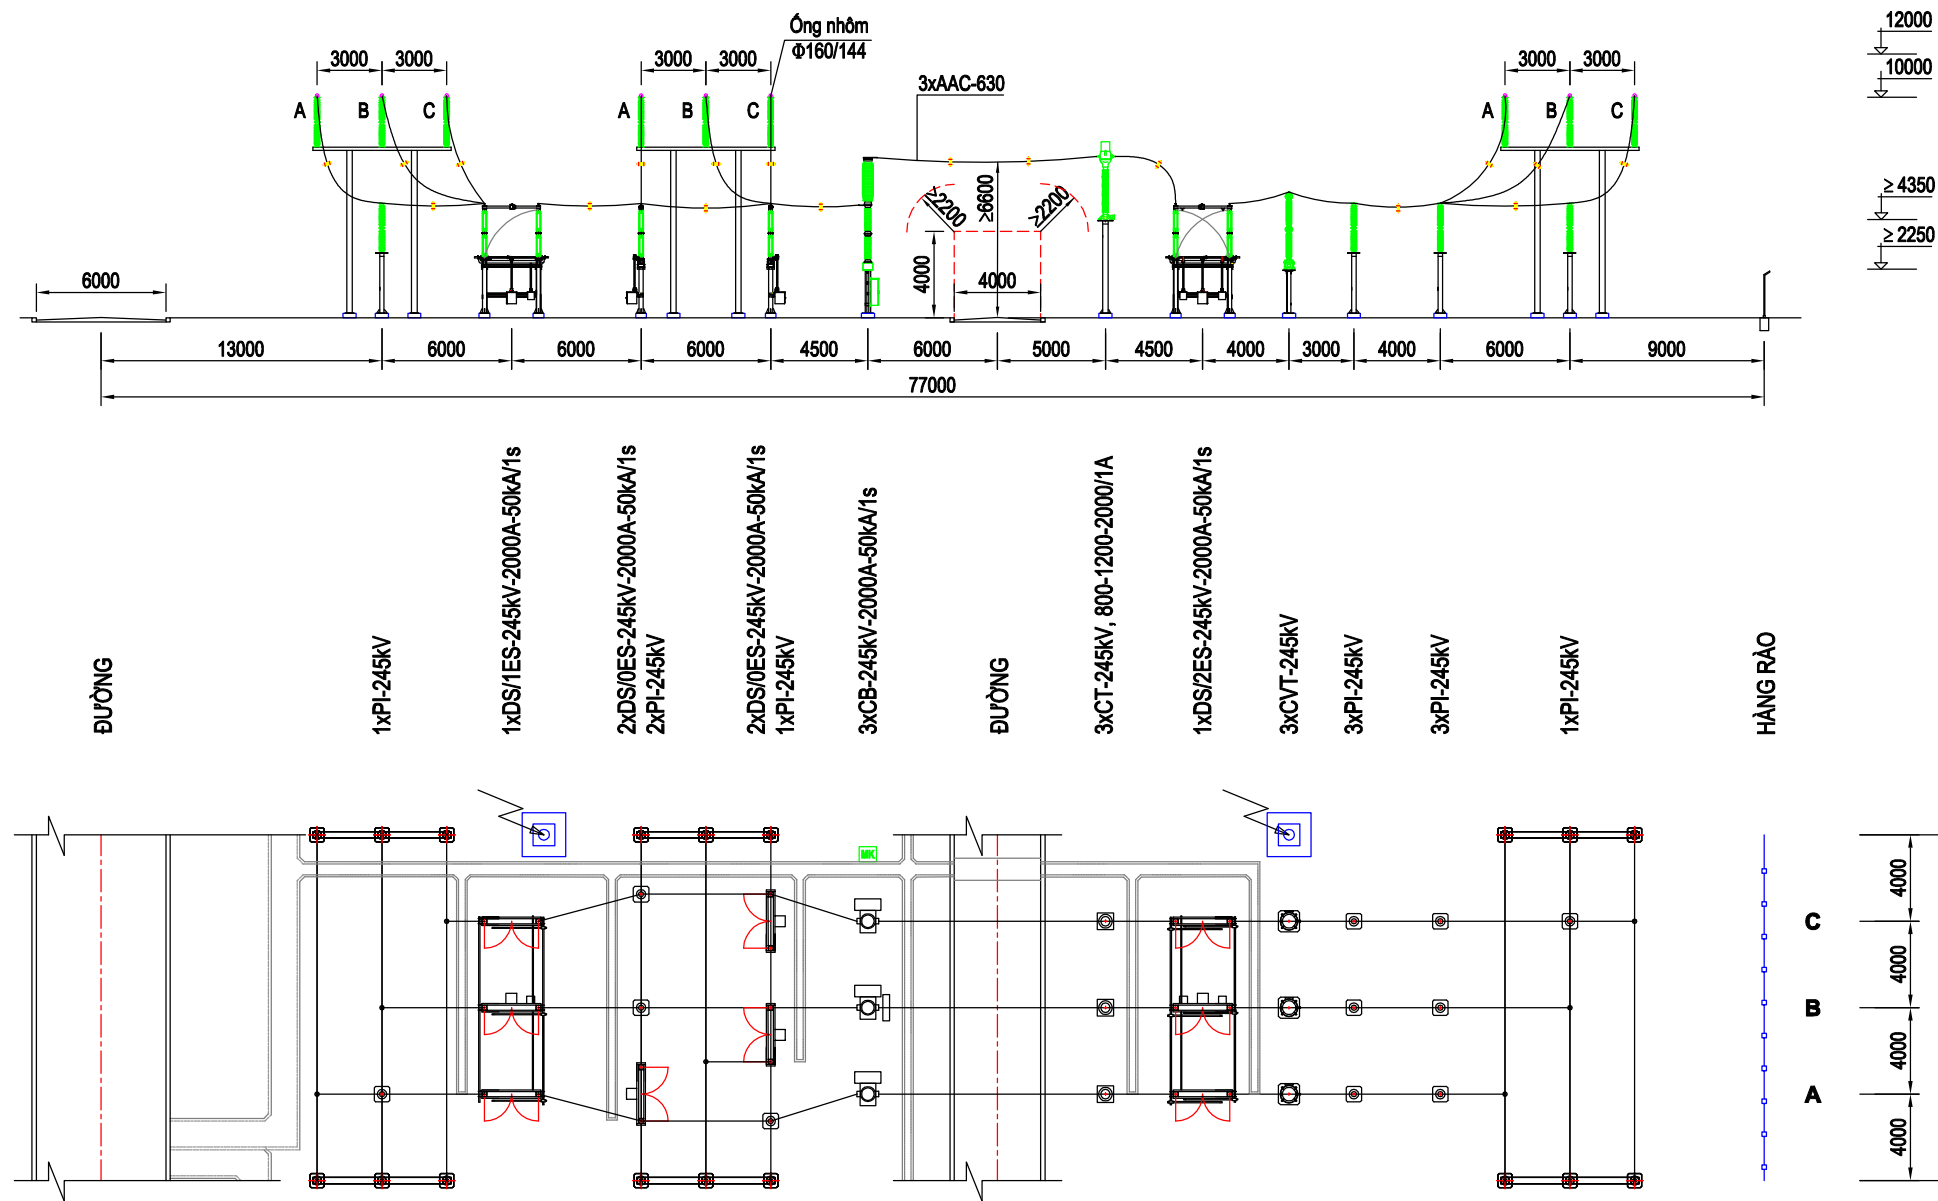 Ống nhôm
Φ160/144
12000
3000
3000
3000
3000
3000
3000
10000
3xAAC-630
A
B
C
A
B
C
A
B
C
≥ 4350
≥2200
≥6600
≥2200
≥ 2250
6000
4000
4000
13000
6000
6000
6000
4500
6000
5000
4500
4000
3000
4000
6000
9000
77000
ĐƯỜNG
1xPI-245kV
1xDS/1ES-245kV-2000A-50kA/1s
2xDS/0ES-245kV-2000A-50kA/1s
2xPI-245kV
2xDS/0ES-245kV-2000A-50kA/1s
1xPI-245kV
3xCB-245kV-2000A-50kA/1s
ĐƯỜNG
3xCT-245kV, 800-1200-2000/1A
1xDS/2ES-245kV-2000A-50kA/1s
3xCVT-245kV
3xPI-245kV
3xPI-245kV
1xPI-245kV
HÀNG RÀO
MK
4000
C
4000
B
4000
A
4000